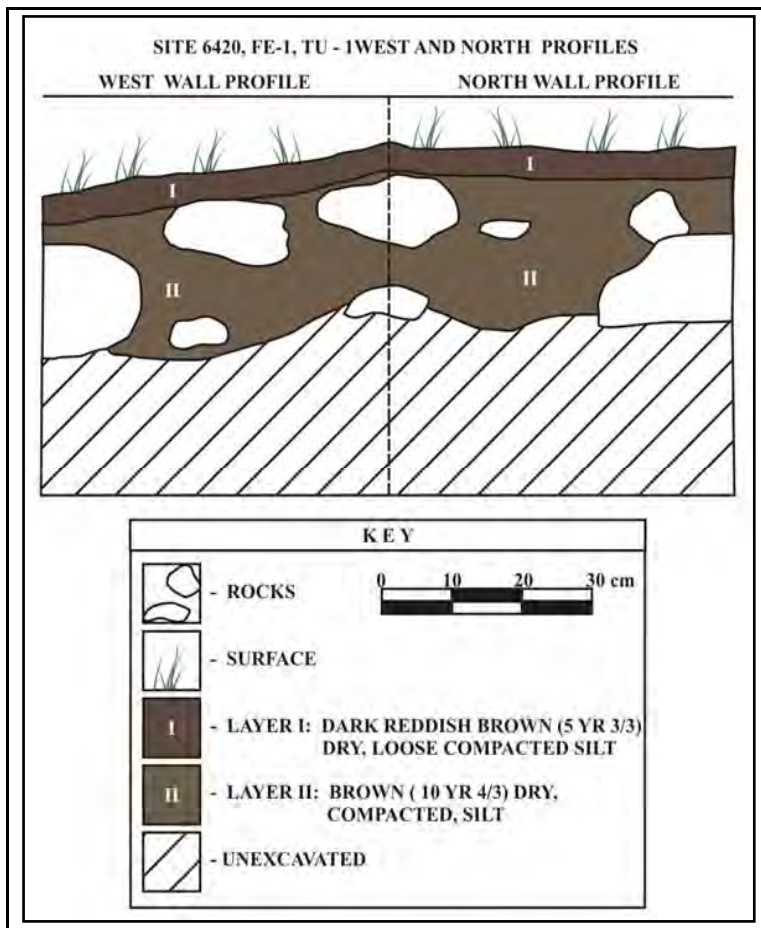 SITE 6420, FE-1, TU - 1WEST AND NORTH PROFILES
WEST WALL PROFILE
NORTH WALL PROFILE
I
I
II
II
KEY
0 10 20 30 cm
- ROCKS
- SURFACE
I - LAYER I: DARK REDDISH BROWN (5 YR 3/3)
DRY, LOOSE COMPACTED SILT
II - LAYER II: BROWN ( 10 YR 4/3) DRY,
COMPACTED, SILT
- UNEXCAVATED